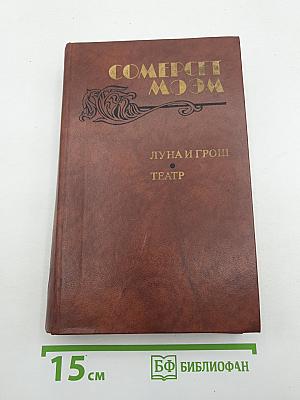 СОМЕРСЕТ
МОЭМ
ЛУНА И ГРОШ
•
ТЕАТР
15 см
БФ БИБЛИОФАН